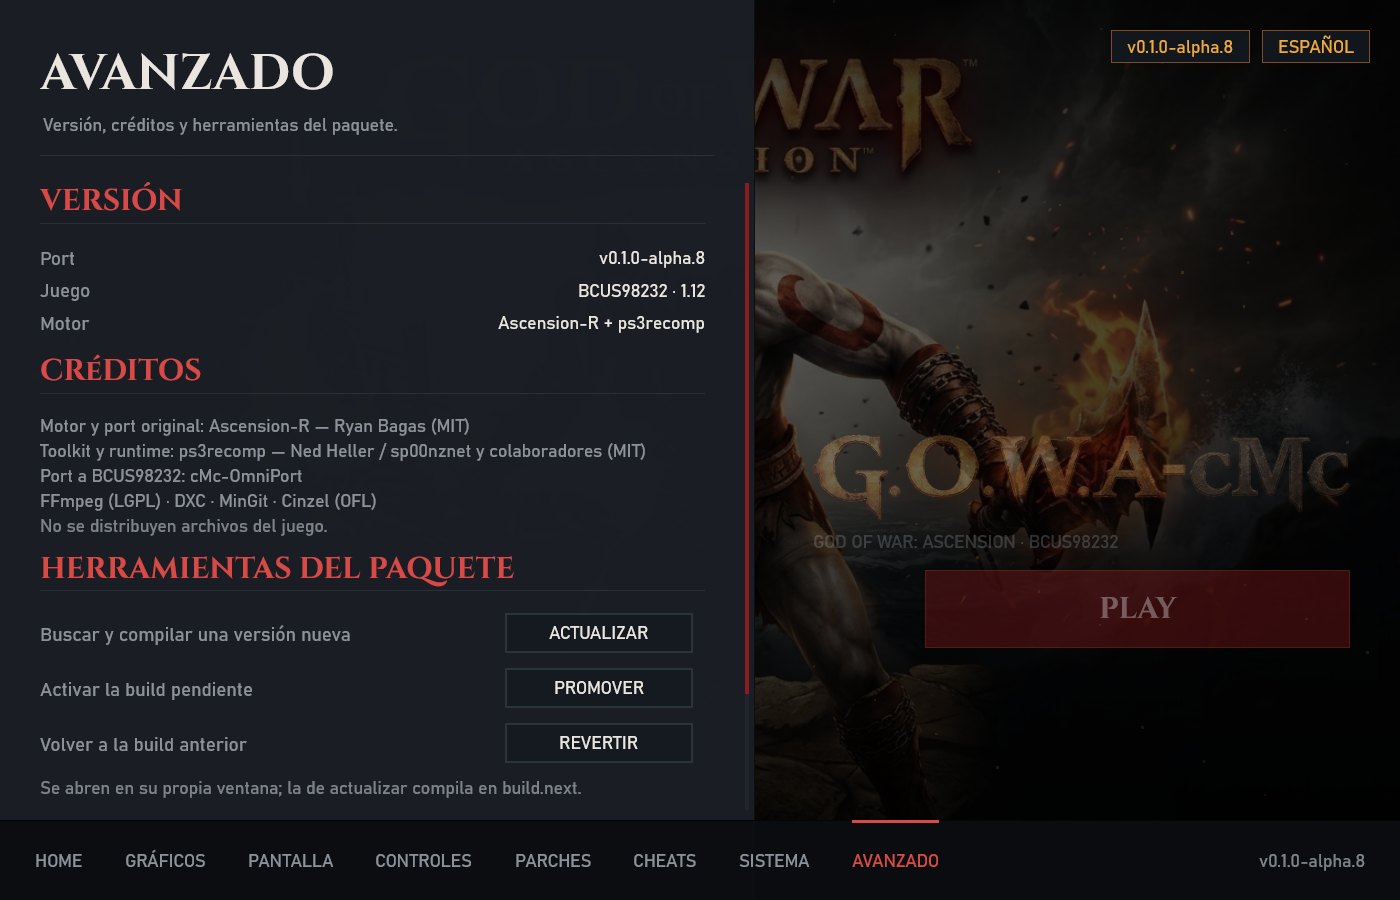 AVANZADO
Versión, créditos y herramientas del paquete.
VERSIÓN
Port v0.1.0-alpha.8
Juego BCUS98232 · 1.12
Motor Ascension-R + ps3recomp
CRÉDITOS
Motor y port original: Ascension-R — Ryan Bagas (MIT)
Toolkit y runtime: ps3recomp — Ned Heller / sp00nznet y colaboradores (MIT)
Port a BCUS98232: cMc-OmniPort
FFmpeg (LGPL) · DXC · MinGit · Cinzel (OFL)
No se distribuyen archivos del juego.
HERRAMIENTAS DEL PAQUETE
Buscar y compilar una versión nueva ACTUALIZAR
Activar la build pendiente PROMOVER
Volver a la build anterior REVERTIR
Se abren en su propia ventana; la de actualizar compila en build.next.
v0.1.0-alpha.8 ESPAÑOL
WAR™
ION™
G.O.W.A-cMc
GOD OF WAR: ASCENSION · BCUS98232
PLAY
HOME GRÁFICOS PANTALLA CONTROLES PARCHES CHEATS SISTEMA AVANZADO v0.1.0-alpha.8